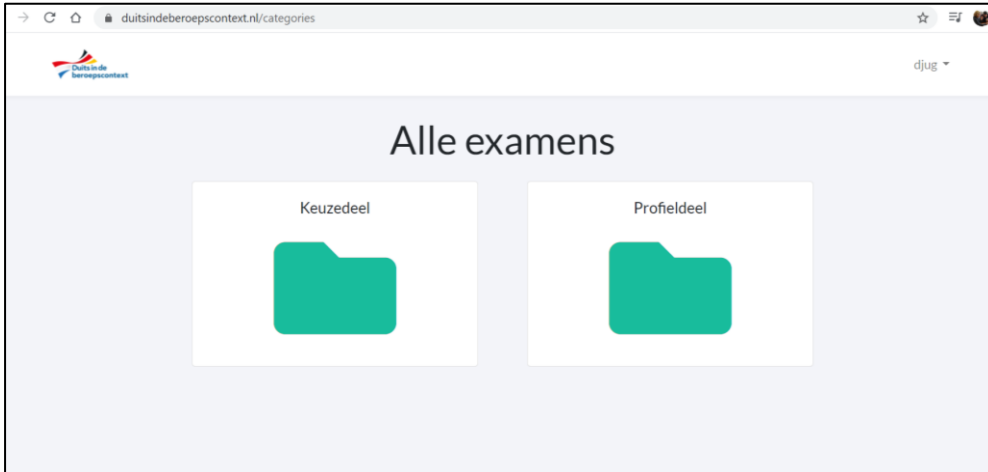 duitsindeberoepscontext.nl/categories
Duits in de
beroepscontext
djug
Alle examens
Keuzedeel
Profieldeel